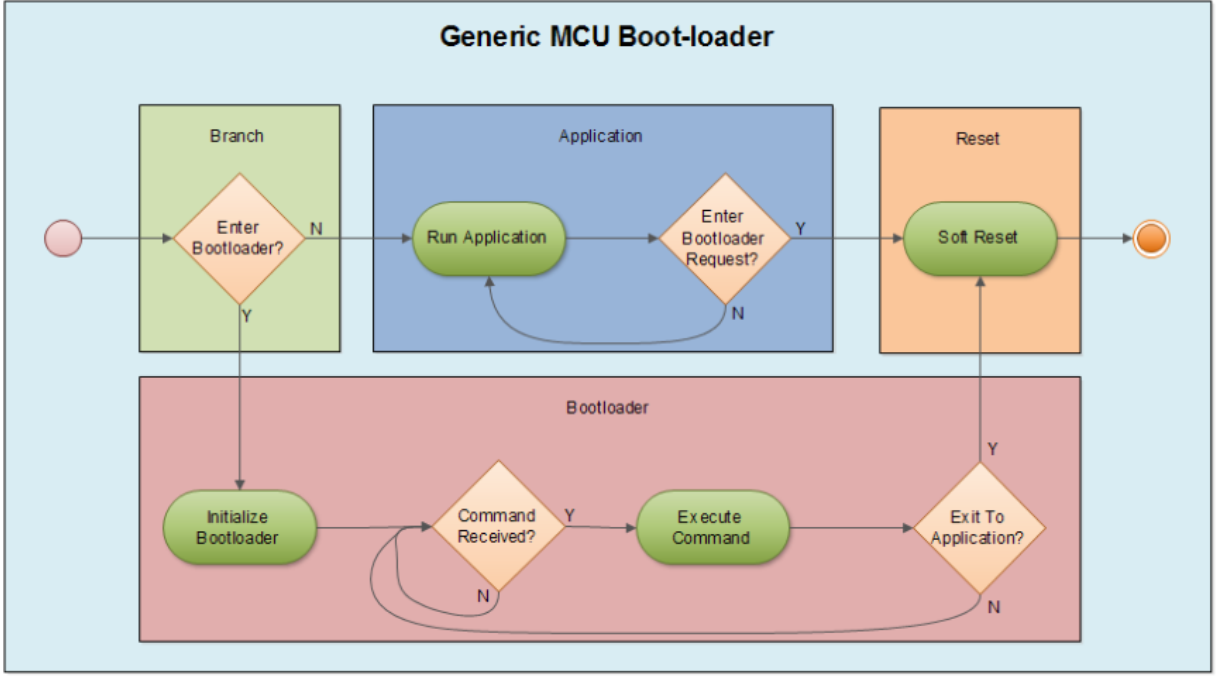 Generic MCU Boot-loader
Branch
Enter
Bootloader?
N
Y
Application
Run Application
Enter
Bootloader
Request?
Y
N
Reset
Soft Reset
Bootloader
Initialize
Bootloader
Command
Received?
Y
N
Execute
Command
Exit To
Application?
Y
N